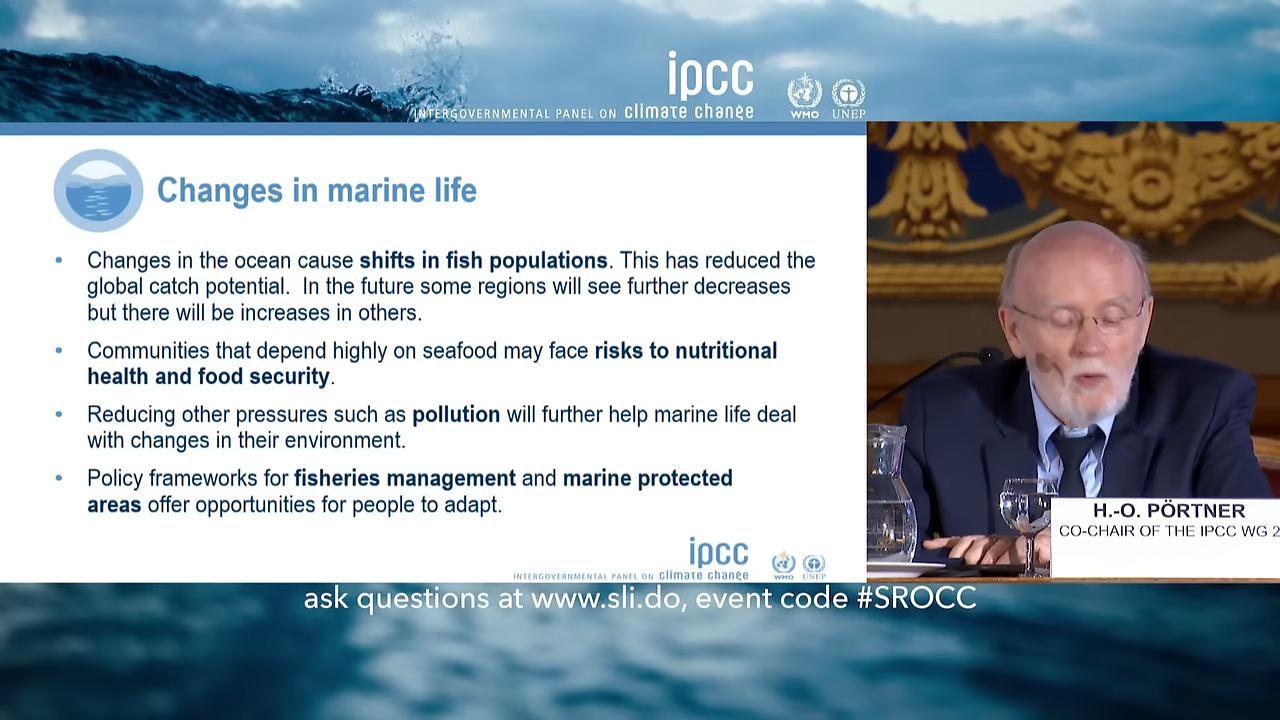 ipcc
INTERGOVERNMENTAL PANEL ON climate change
WMO
UNEP
Changes in marine life
• Changes in the ocean cause shifts in fish populations. This has reduced the
global catch potential.  In the future some regions will see further decreases
but there will be increases in others.
• Communities that depend highly on seafood may face risks to nutritional
health and food security.
• Reducing other pressures such as pollution will further help marine life deal
with changes in their environment.
• Policy frameworks for fisheries management and marine protected
areas offer opportunities for people to adapt.
ipcc
INTERGOVERNMENTAL PANEL ON climate change
WMO
UNEP
H.-O. PÖRTNER
CO-CHAIR OF THE IPCC WG 2
ask questions at www.sli.do, event code #SROCC